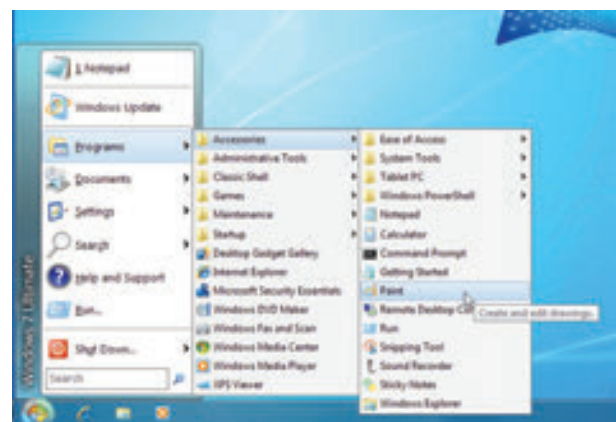 1 Notepad
Windows Update
Programs
Documents
Settings
Search
Help and Support
Run...
Shut Down...
Search
Windows 7 Ultimate
Accessories
Administrative Tools
Classic Shell
Games
Maintenance
Startup
Desktop Gadget Gallery
Internet Explorer
Microsoft Security Essentials
Windows DVD Maker
Windows Fax and Scan
Windows Media Center
Windows Media Player
XPS Viewer
Ease of Access
System Tools
Tablet PC
Windows PowerShell
Notepad
Calculator
Command Prompt
Getting Started
Paint
Remote Desktop Co
Create and edit drawings.
Run
Snipping Tool
Sound Recorder
Sticky Notes
Windows Explorer